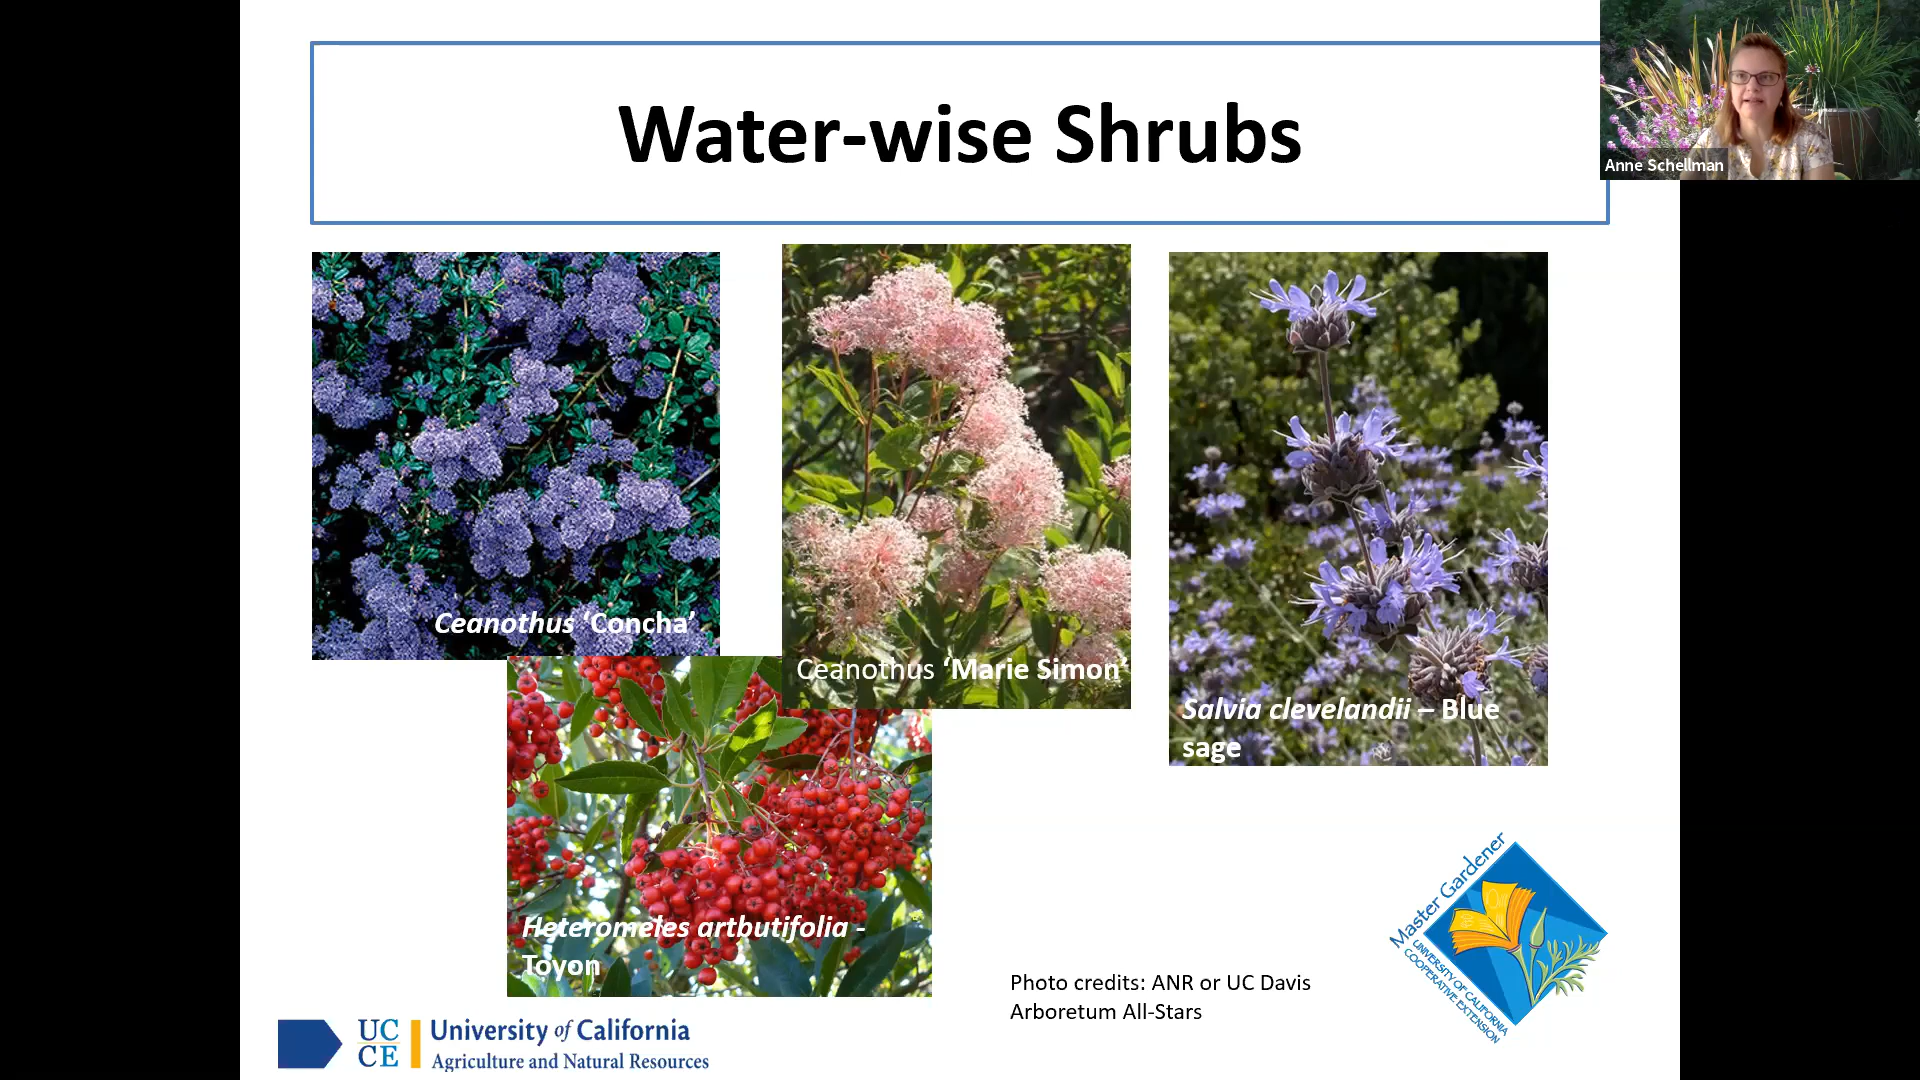 Water-wise Shrubs
Anne Schellman
Ceanothus ‘Concha’
Ceanothus ‘Marie Simon’
Salvia clevelandii – Blue
sage
Heteromeles artbutifolia -
Toyon
Photo credits: ANR or UC Davis
Arboretum All-Stars
Master Gardener
UNIVERSITY OF CALIFORNIA
COOPERATIVE EXTENSION
UC
CE
University of California
Agriculture and Natural Resources